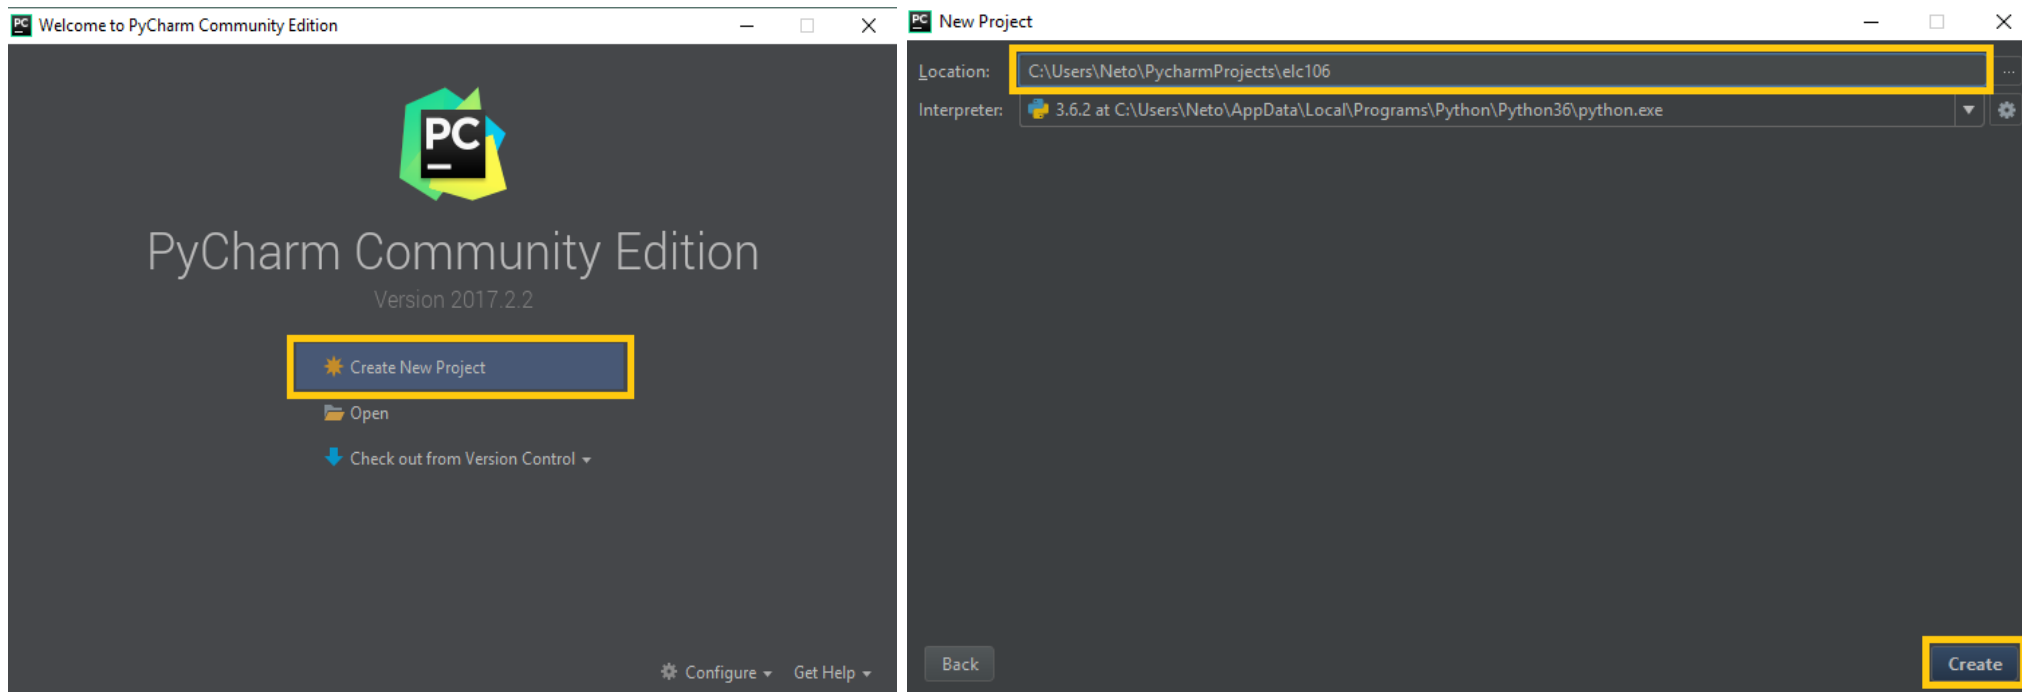 PC Welcome to PyCharm Community Edition
PC
PyCharm Community Edition
Version 2017.2.2
Create New Project
Open
Check out from Version Control
Configure
Get Help
PC New Project
Location: C:\Users\Neto\PycharmProjects\elc106
...
Interpreter: 3.6.2 at C:\Users\Neto\AppData\Local\Programs\Python\Python36\python.exe
Back
Create